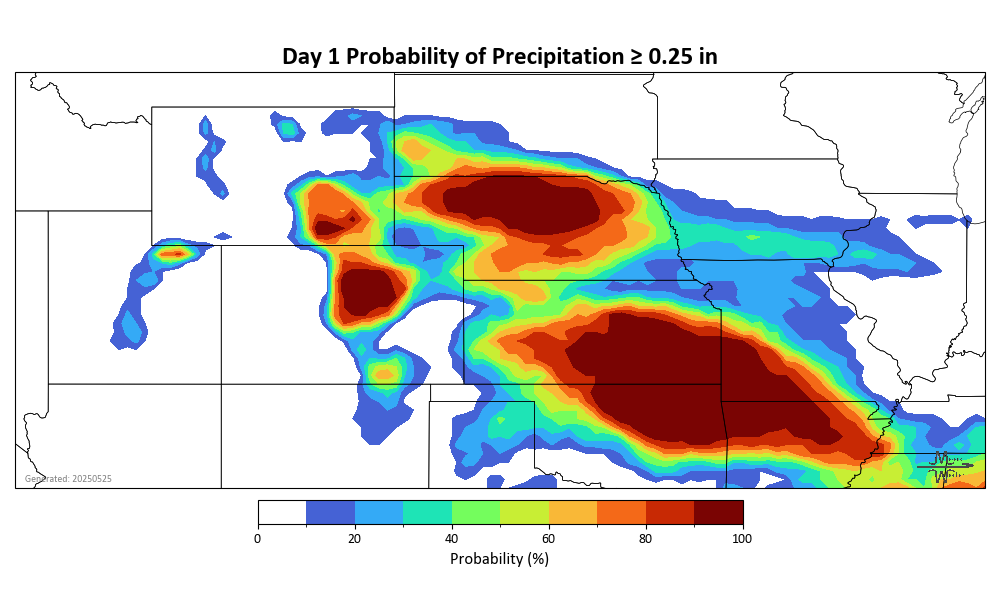 Day 1 Probability of Precipitation ≥ 0.25 in
Generated: 20250525
0 20 40 60 80 100
Probability (%)